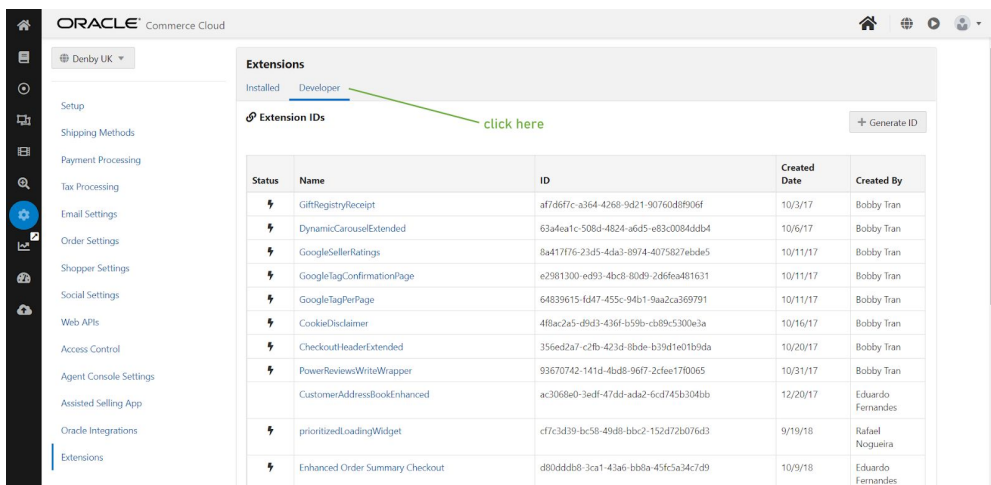 ORACLE Commerce Cloud
Denby UK
Setup
Shipping Methods
Payment Processing
Tax Processing
Email Settings
Order Settings
Shopper Settings
Social Settings
Web APIs
Access Control
Agent Console Settings
Assisted Selling App
Oracle Integrations
Extensions
Extensions
Installed Developer
click here
Extension IDs
+ Generate ID
Status Name ID Created Date Created By
GiftRegistryReceipt af7d6f7c-a364-4268-9d21-90760d8f906f 10/3/17 Bobby Tran
DynamicCarouselExtended 63a4ea1c-508d-4824-a6d5-e83c0084ddb4 10/6/17 Bobby Tran
GoogleSellerRatings 8a417f76-23d5-4da3-8974-4075827ebde5 10/11/17 Bobby Tran
GoogleTagConfirmationPage e2981300-ed93-4bc8-80d9-2d6fea481631 10/11/17 Bobby Tran
GoogleTagPerPage 64839615-fd47-455c-94b1-9aa2ca369791 10/11/17 Bobby Tran
CookieDisclaimer 4f8ac2a5-d9d3-436f-b59b-cb89c5300e3a 10/16/17 Bobby Tran
CheckoutHeaderExtended 356ed2a7-c2fb-423d-8bde-b39d1e01b9da 10/20/17 Bobby Tran
PowerReviewsWriteWrapper 93670742-141d-4bd8-96f7-2cfee17f0065 10/31/17 Bobby Tran
CustomerAddressBookEnhanced ac3068e0-3edf-47dd-ada2-6cd745b304bb 12/20/17 Eduardo Fernandes
prioritizedLoadingWidget cf7c3d39-bc58-49d8-bbc2-152d72b076d3 9/19/18 Rafael Nogueira
Enhanced Order Summary Checkout d80dddb8-3ca1-43a6-bb8a-45fc5a34c7d9 10/9/18 Eduardo Fernandes